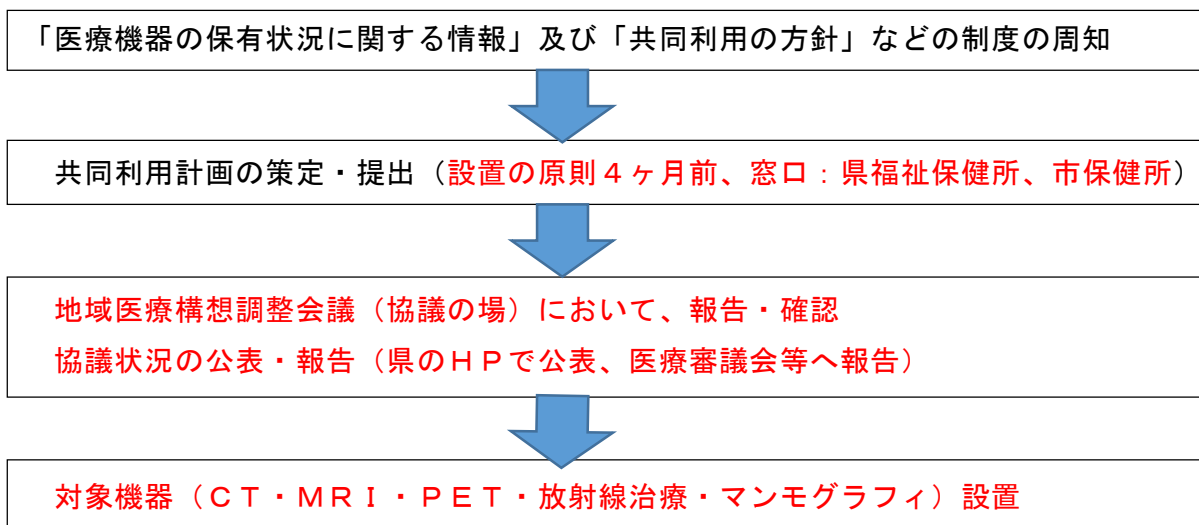 「医療機器の保有状況に関する情報」及び「共同利用の方針」などの制度の周知
共同利用計画の策定・提出（設置の原則４ヶ月前、窓口：県福祉保健所、市保健所）
地域医療構想調整会議（協議の場）において、報告・確認
協議状況の公表・報告（県のＨＰで公表、医療審議会等へ報告）
対象機器（ＣＴ・ＭＲＩ・ＰＥＴ・放射線治療・マンモグラフィ）設置